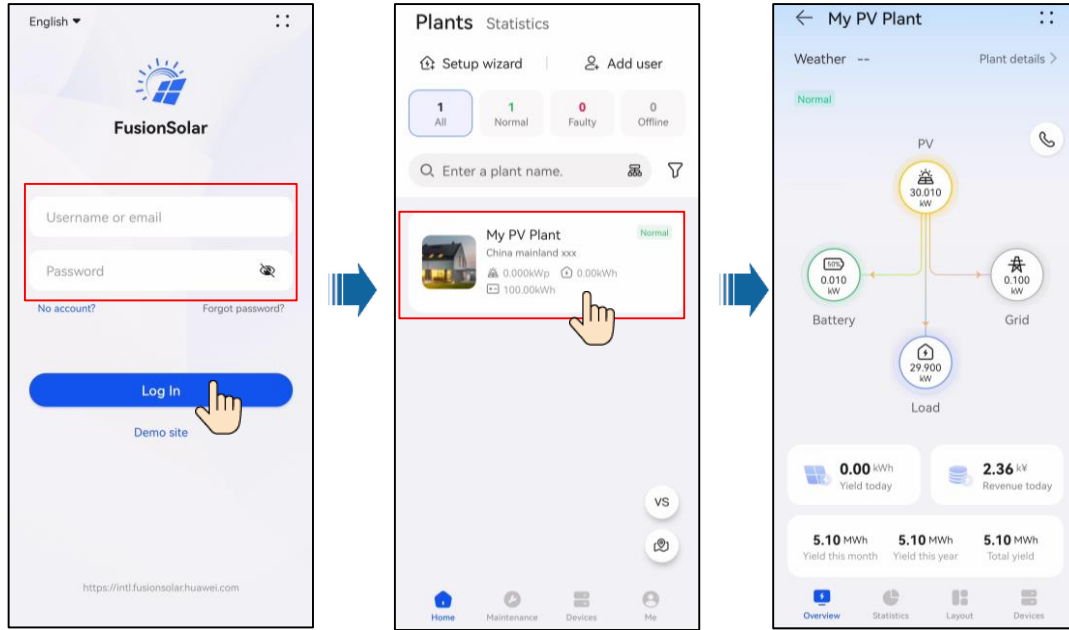 English
FusionSolar
Username or email
Password
No account? Forgot password?
Log In
Demo site
https://intl.fusionsolar.huawei.com
Plants Statistics
Setup wizard Add user
1 1 0 0
All Normal Faulty Offline
Enter a plant name.
My PV Plant Normal
China mainland xxx
0.000kWp 0.00kWh
100.00kWh
VS
Home Maintenance Devices Me
My PV Plant
Weather -- Plant details >
Normal
PV
30.010
kW
50%
0.010
kW
0.100
kW
Battery Grid
29.900
kW
Load
0.00 kWh 2.36 k¥
Yield today Revenue today
5.10 MWh 5.10 MWh 5.10 MWh
Yield this month Yield this year Total yield
Overview Statistics Layout Devices